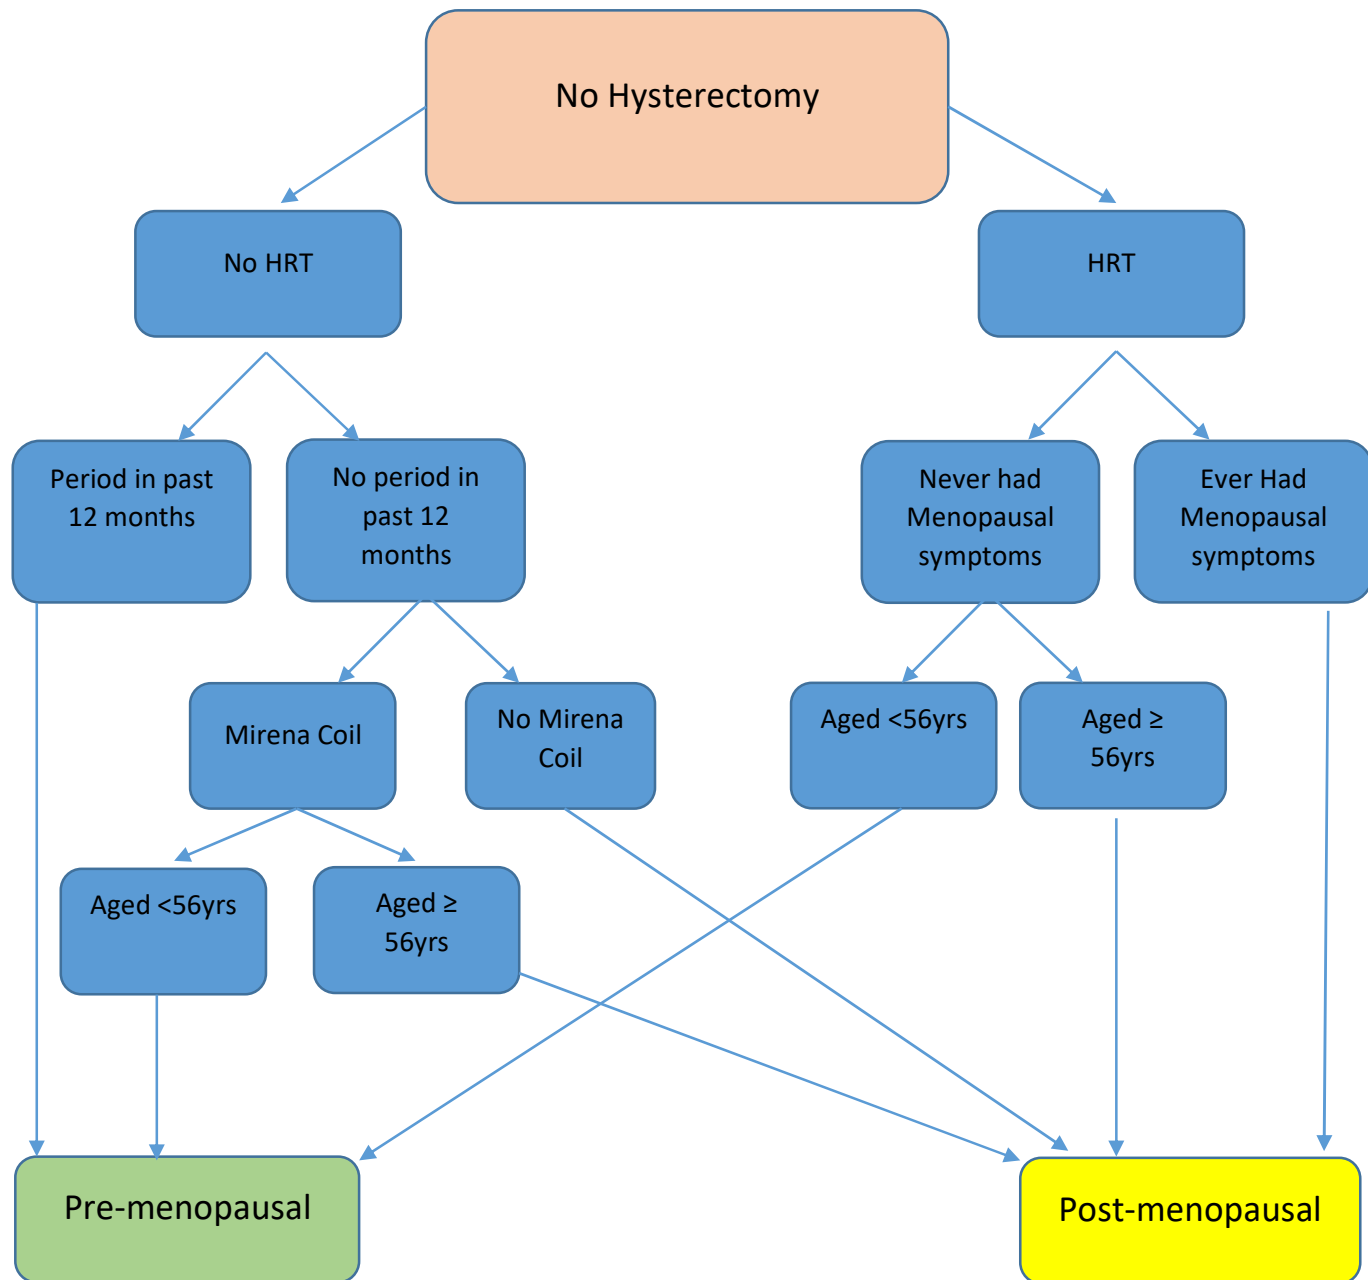 No Hysterectomy
No HRT
HRT
Period in past
12 months
No period in
past 12
months
Never had
Menopausal
symptoms
Ever Had
Menopausal
symptoms
Mirena Coil
No Mirena
Coil
Aged <56yrs
Aged ≥
56yrs
Aged <56yrs
Aged ≥
56yrs
Pre-menopausal
Post-menopausal